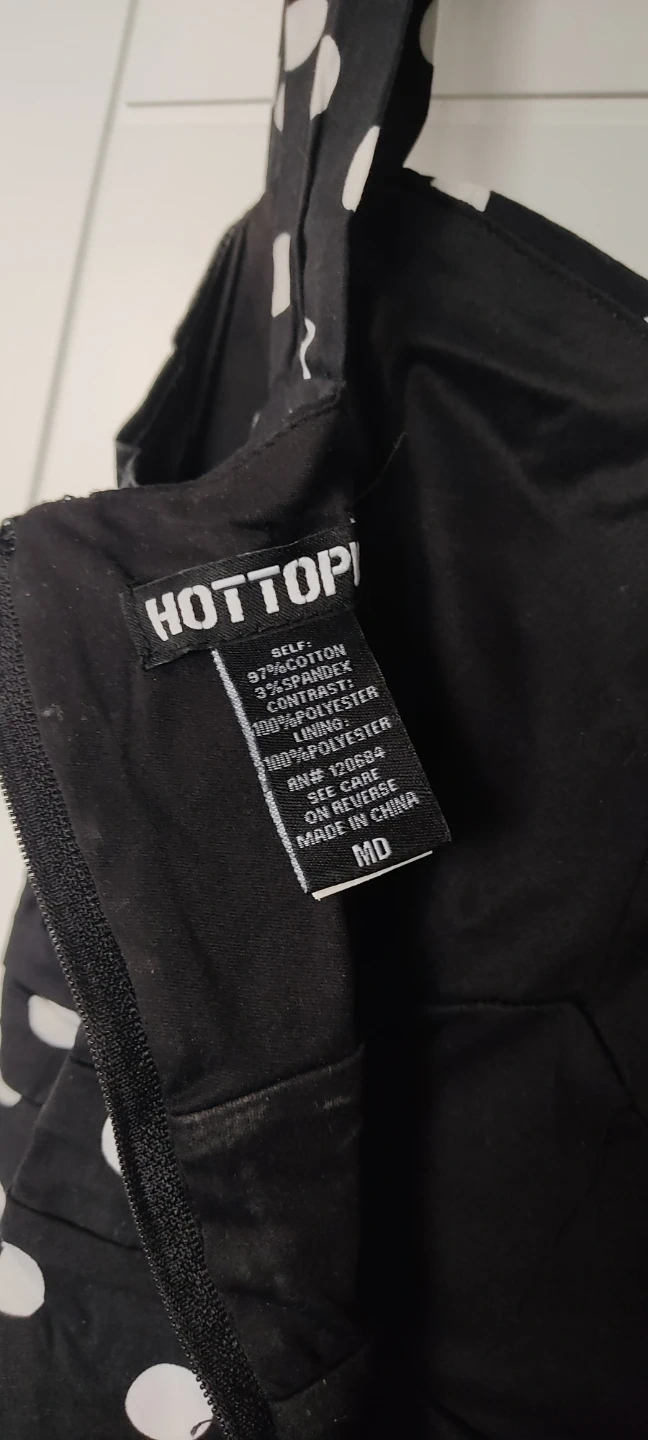 HOTTOPI
SELF:
97%COTTON
3%SPANDEX
CONTRAST:
100%POLYESTER
LINING:
100%POLYESTER
RN# 120684
SEE CARE
ON REVERSE
MADE IN CHINA
MD